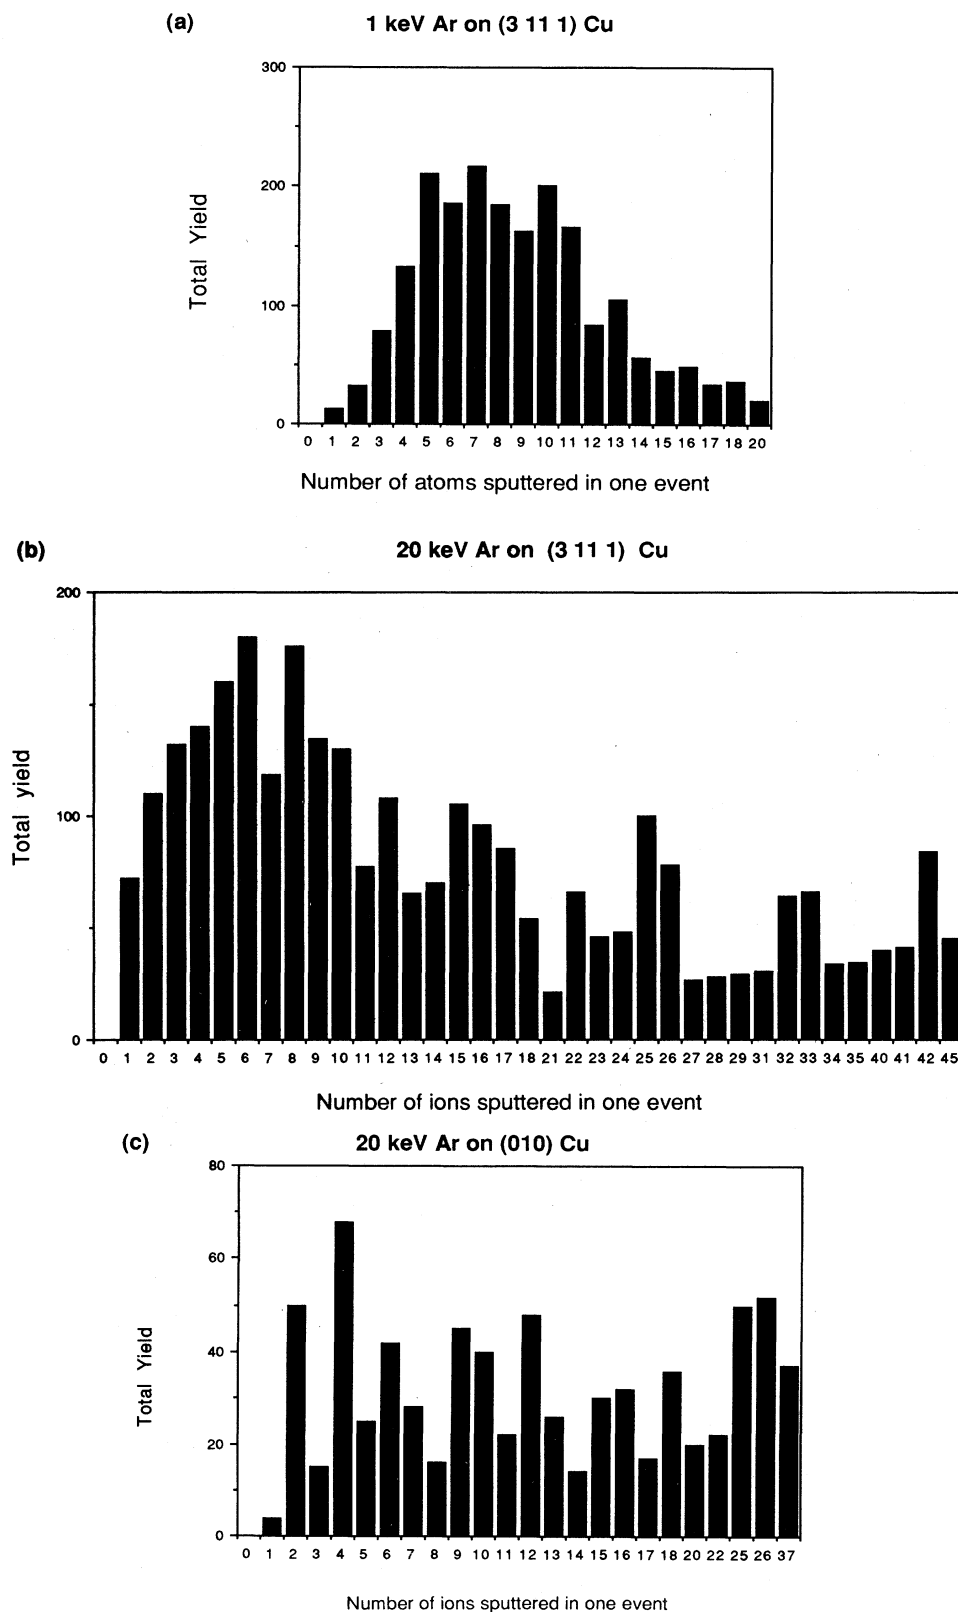 (a) 1 keV Ar on (3 11 1) Cu
300
200
100
0
Total Yield
0 1 2 3 4 5 6 7 8 9 10 11 12 13 14 15 16 17 18 20
Number of atoms sputtered in one event
(b) 20 keV Ar on (3 11 1) Cu
200
100
0
Total yield
0 1 2 3 4 5 6 7 8 9 10 11 12 13 14 15 16 17 18 21 22 23 24 25 26 27 28 29 31 32 33 34 35 40 41 42 45
Number of ions sputtered in one event
(c) 20 keV Ar on (010) Cu
80
60
40
20
0
Total Yield
0 1 2 3 4 5 6 7 8 9 10 11 12 13 14 15 16 17 18 20 22 25 26 37
Number of ions sputtered in one event